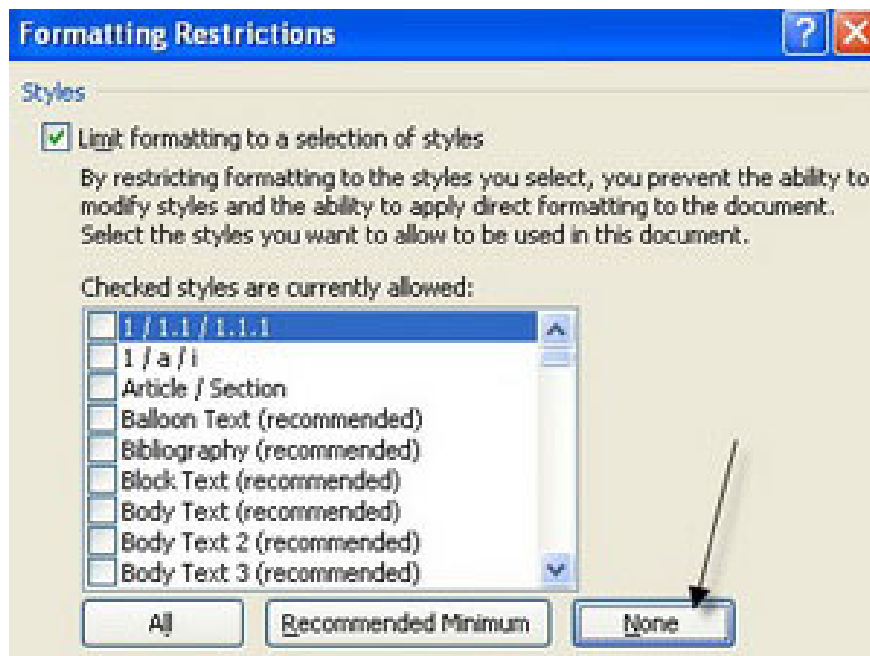 Formatting Restrictions
Styles
Limit formatting to a selection of styles
By restricting formatting to the styles you select, you prevent the ability to
modify styles and the ability to apply direct formatting to the document.
Select the styles you want to allow to be used in this document.
Checked styles are currently allowed:
1 / 1.1 / 1.1.1
1 / a / i
Article / Section
Balloon Text (recommended)
Bibliography (recommended)
Block Text (recommended)
Body Text (recommended)
Body Text 2 (recommended)
Body Text 3 (recommended)
All Recommended Minimum None